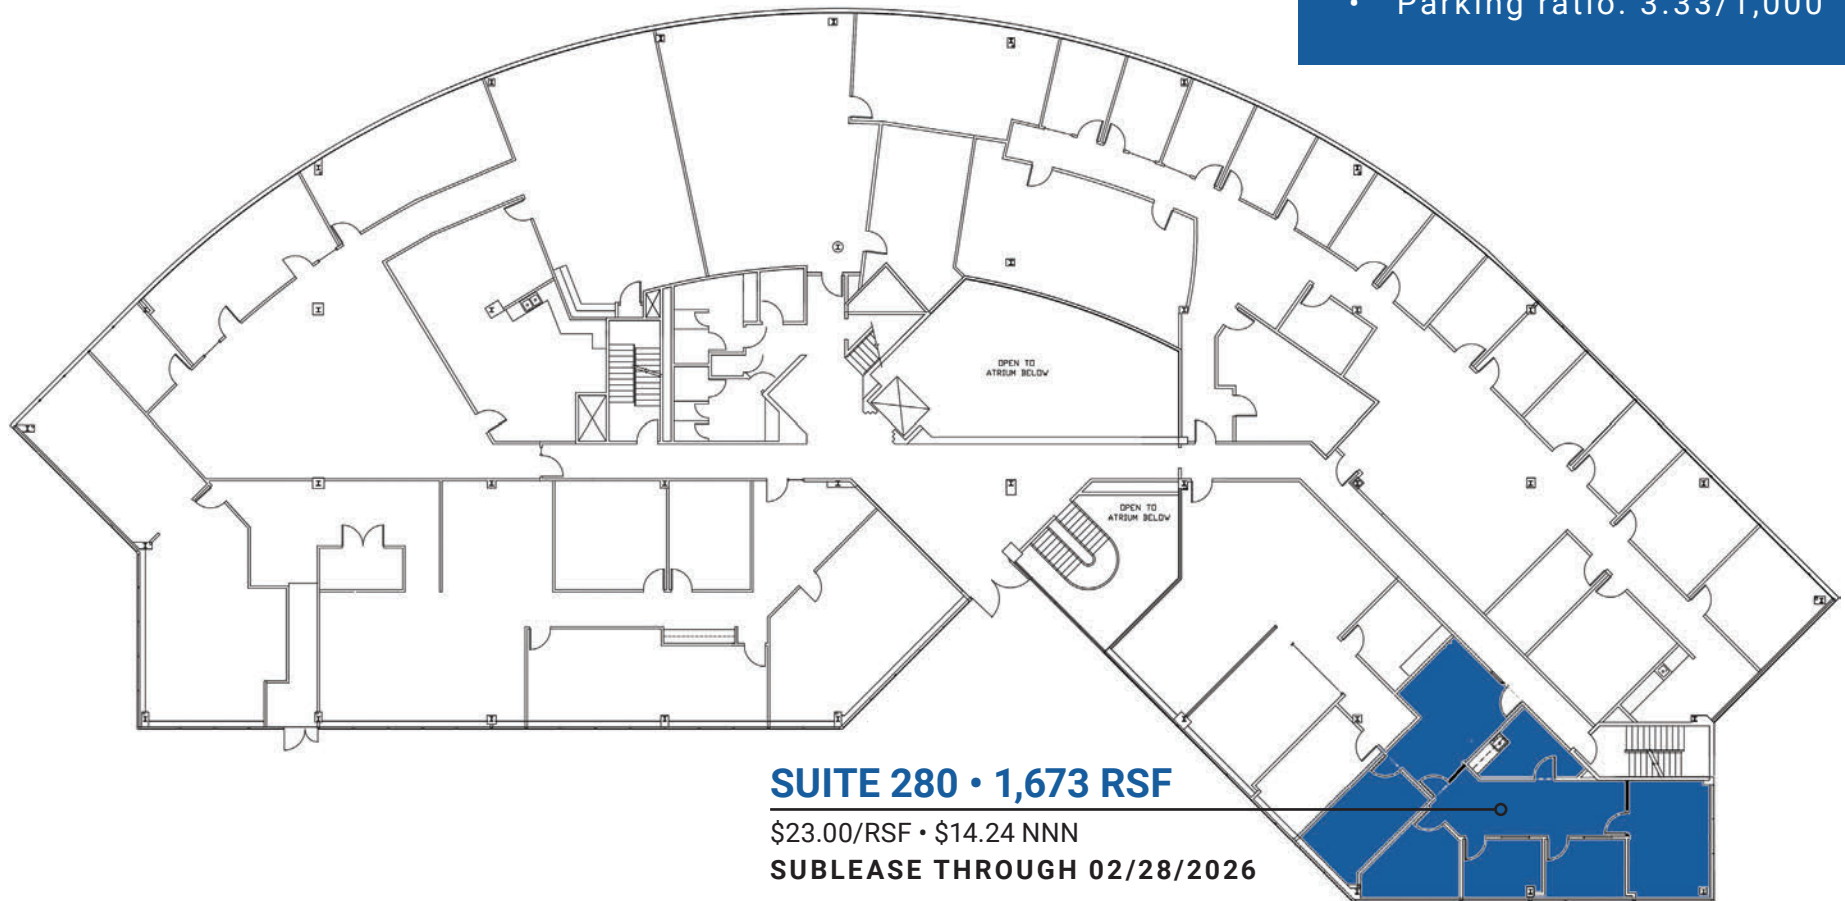 • Parking ratio: 3.33/1,000
OPEN TO
ATRIUM BELOW
OPEN TO
ATRIUM BELOW
SUITE 280 • 1,673 RSF
$23.00/RSF • $14.24 NNN
SUBLEASE THROUGH 02/28/2026